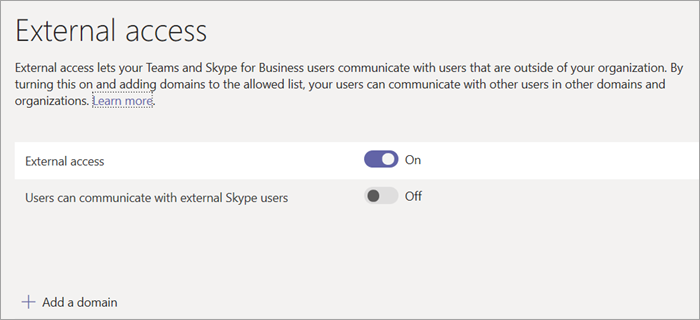 External access
External access lets your Teams and Skype for Business users communicate with users that are outside of your organization. By
turning this on and adding domains to the allowed list, your users can communicate with other users in other domains and
organizations. Learn more.
External access On
Users can communicate with external Skype users Off
+ Add a domain